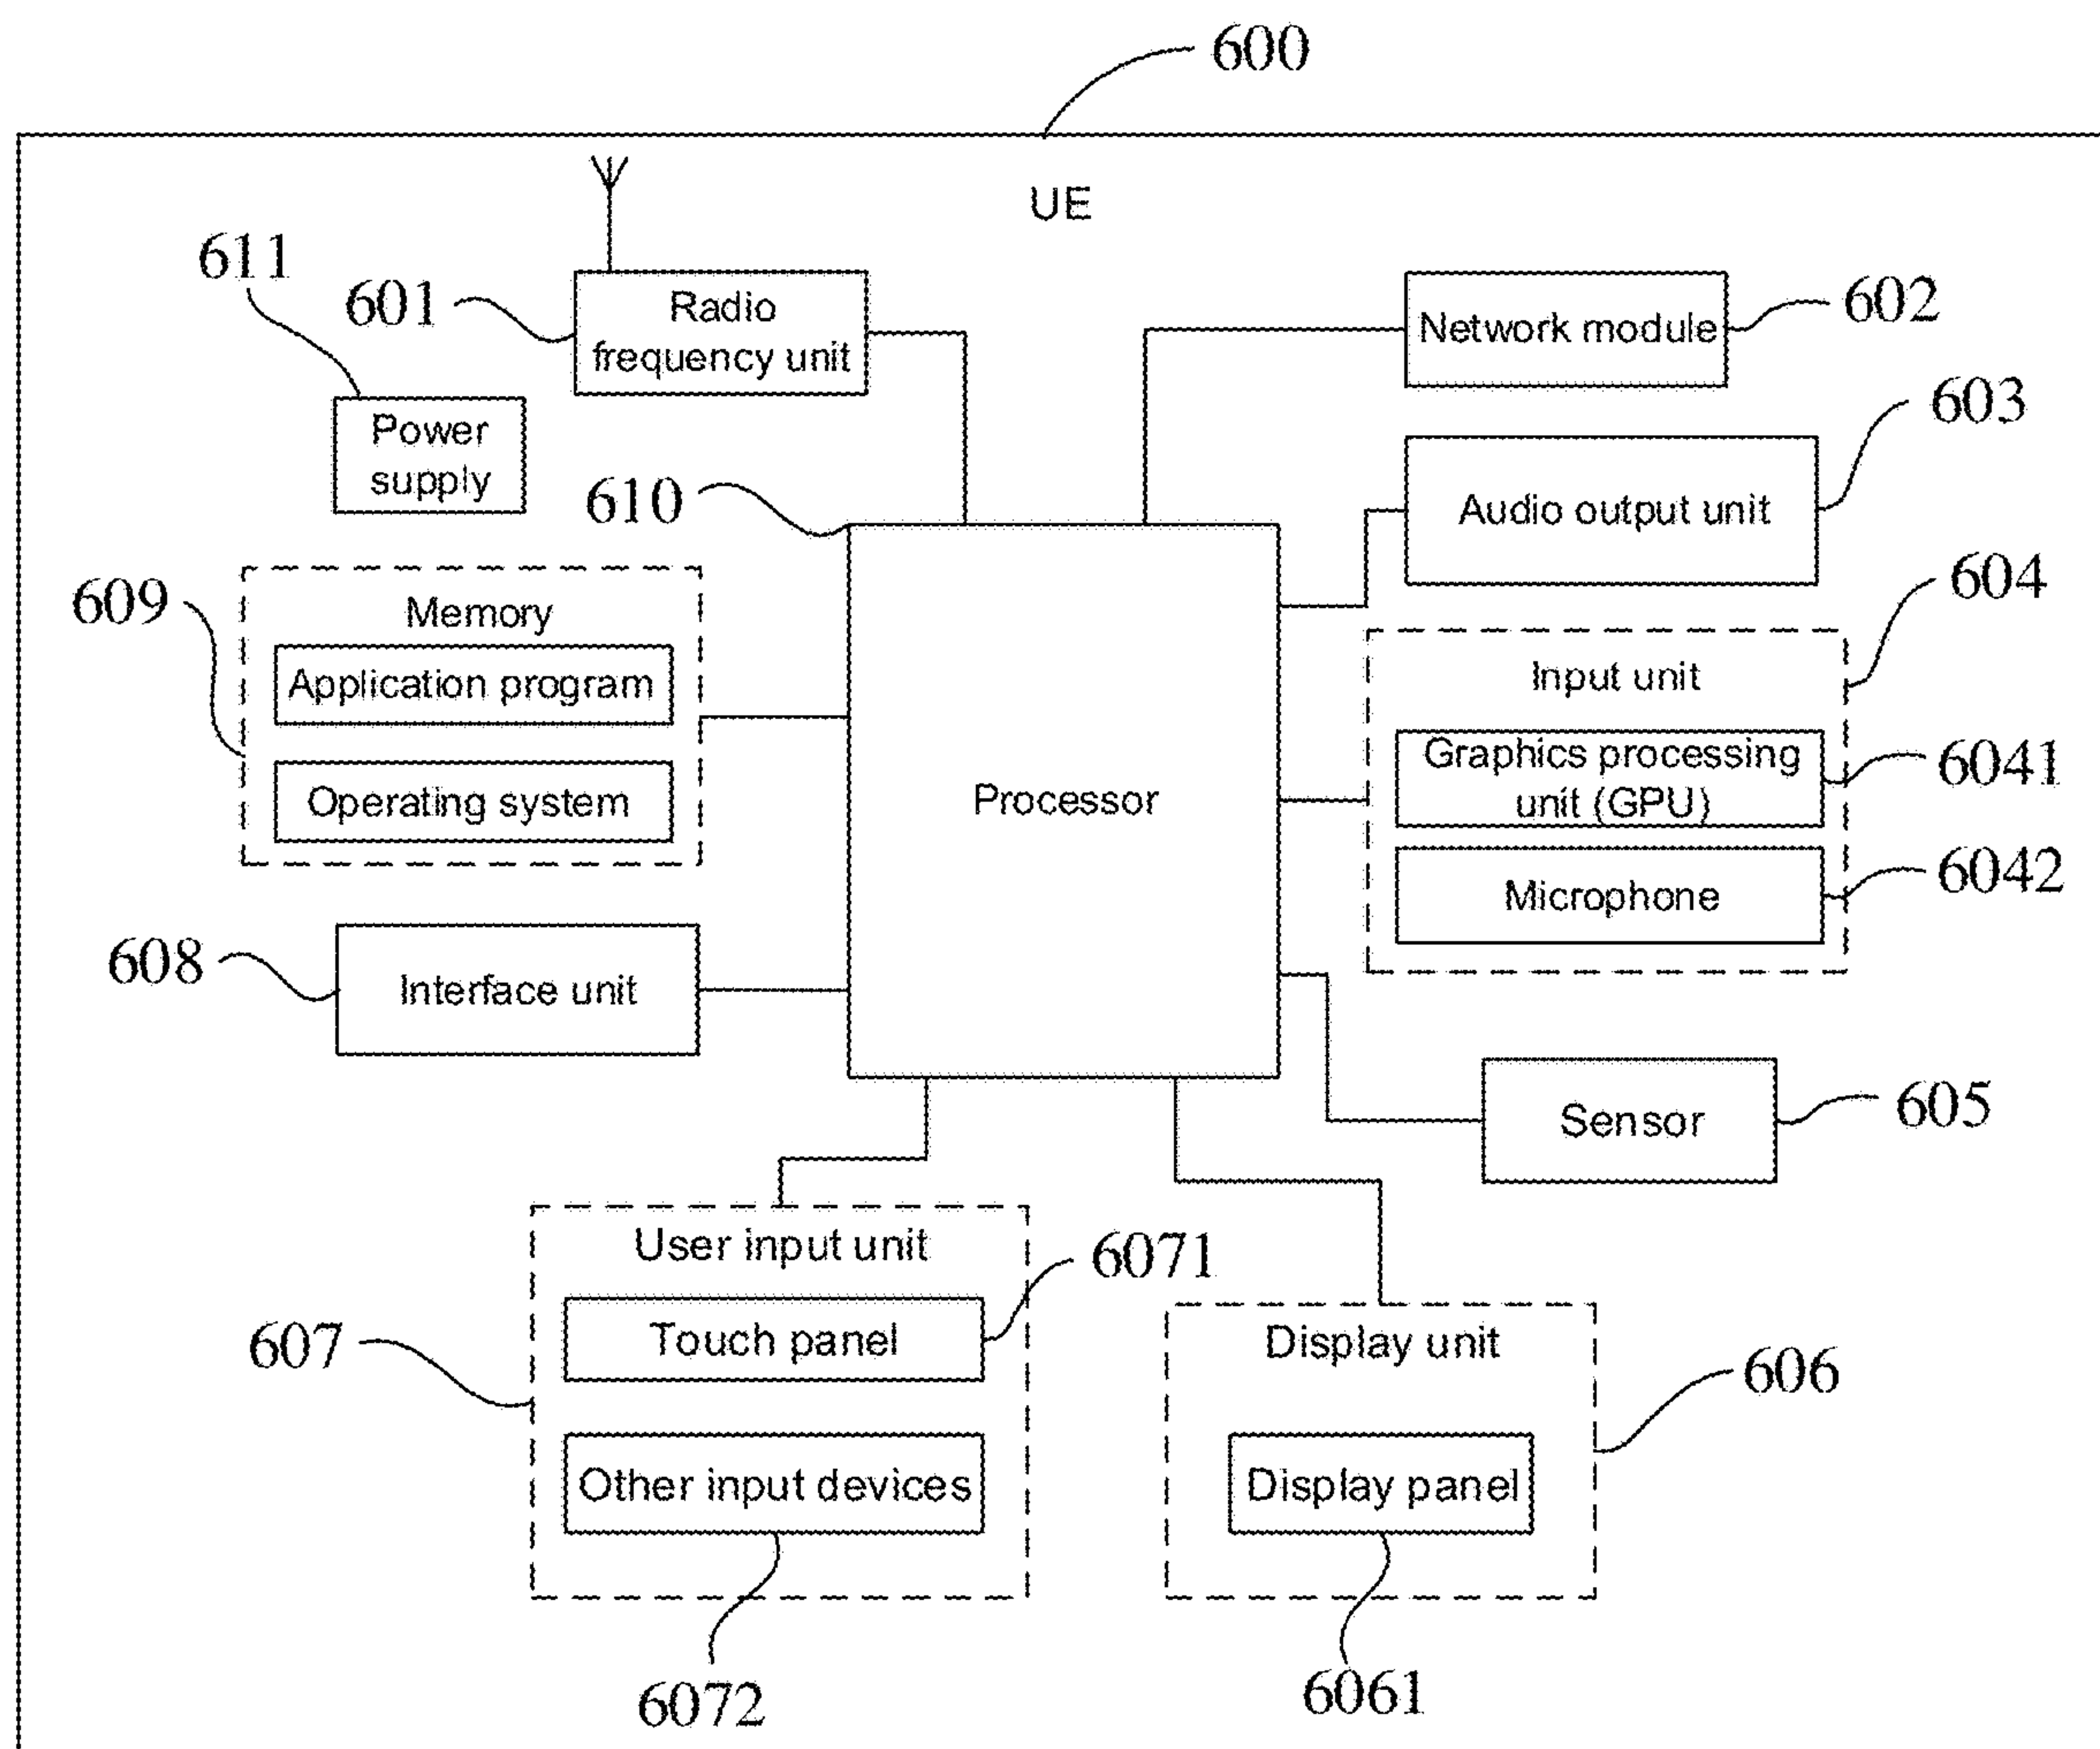 600
UE
611
601
Radio
frequency unit
Network module
602
Power
supply
603
Audio output unit
610
609
Memory
Application program
Operating system
604
Input unit
Graphics processing
unit (GPU)
6041
Microphone
6042
Processor
608
Interface unit
Sensor
605
User input unit
6071
Touch panel
607
Other input devices
6072
Display unit
606
Display panel
6061